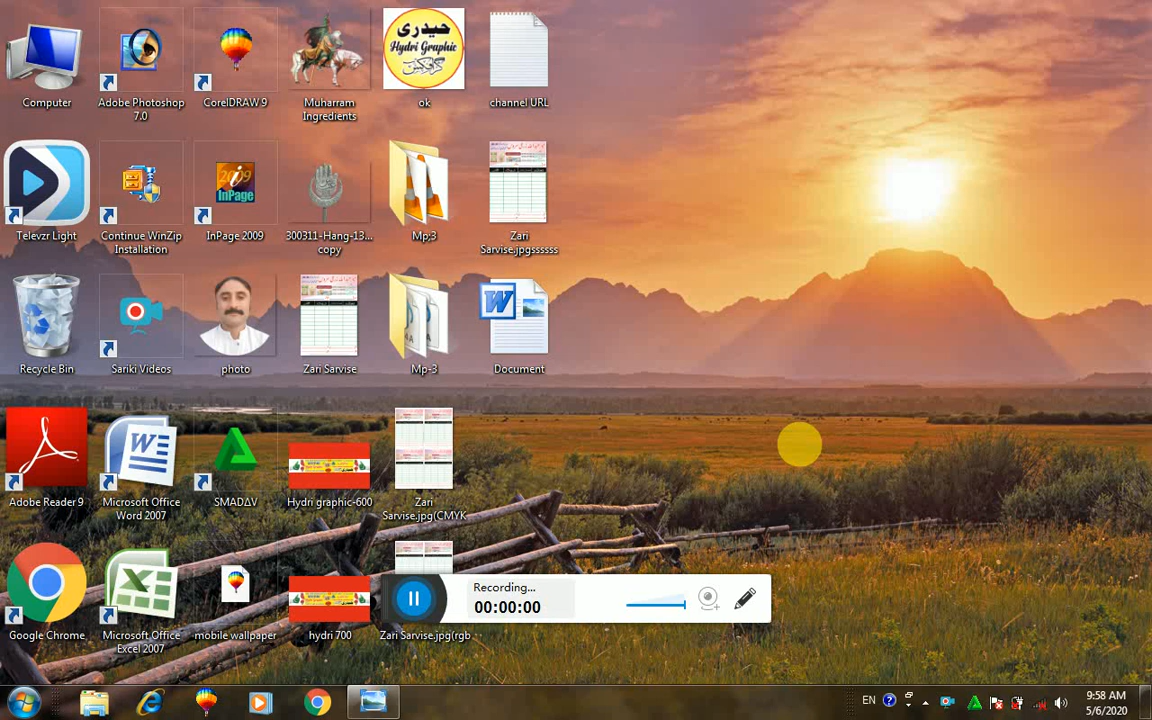 Computer
Adobe Photoshop
7.0
CorelDRAW 9
Muharram
Ingredients
حیدری
Hydri Graphic
گرافکس
ok
channel URL
Televzr Light
Continue WinZip
Installation
2009
InPage
InPage 2009
300311-Hang-13...
copy
Mp;3
Zari
Sarvise.jpgssssss
Recycle Bin
Sariki Videos
photo
Zari Sarvise
Mp-3
Document
Adobe Reader 9
Microsoft Office
Word 2007
SMADΔV
Hydri graphic-600
Zari
Sarvise.jpg(CMYK
Google Chrome
Microsoft Office
Excel 2007
mobile wallpaper
hydri 700
Zari Sarvise.jpg(rgb
Recording...
00:00:00
EN
9:58 AM
5/6/2020